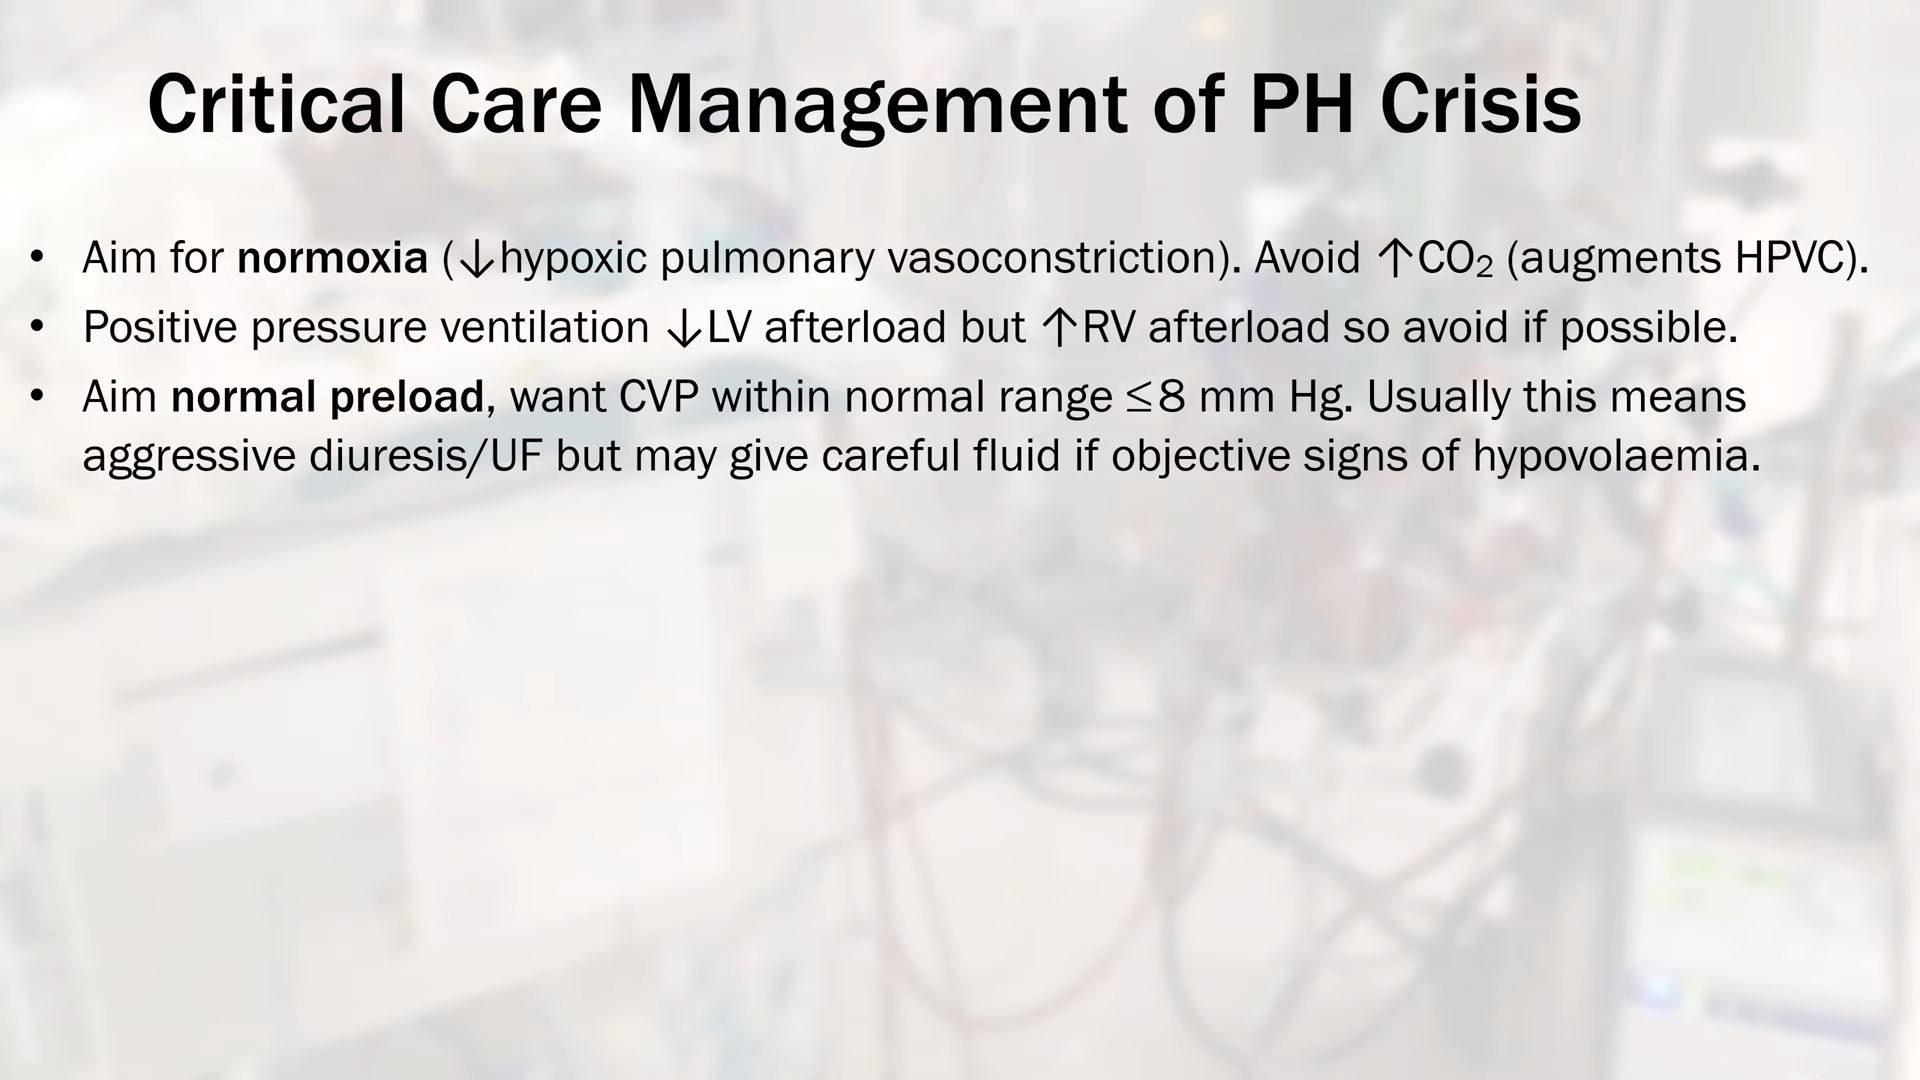 Critical Care Management of PH Crisis
• Aim for normoxia (↓hypoxic pulmonary vasoconstriction). Avoid ↑CO₂ (augments HPVC).
• Positive pressure ventilation ↓LV afterload but ↑RV afterload so avoid if possible.
• Aim normal preload, want CVP within normal range ≤8 mm Hg. Usually this means
aggressive diuresis/UF but may give careful fluid if objective signs of hypovolaemia.